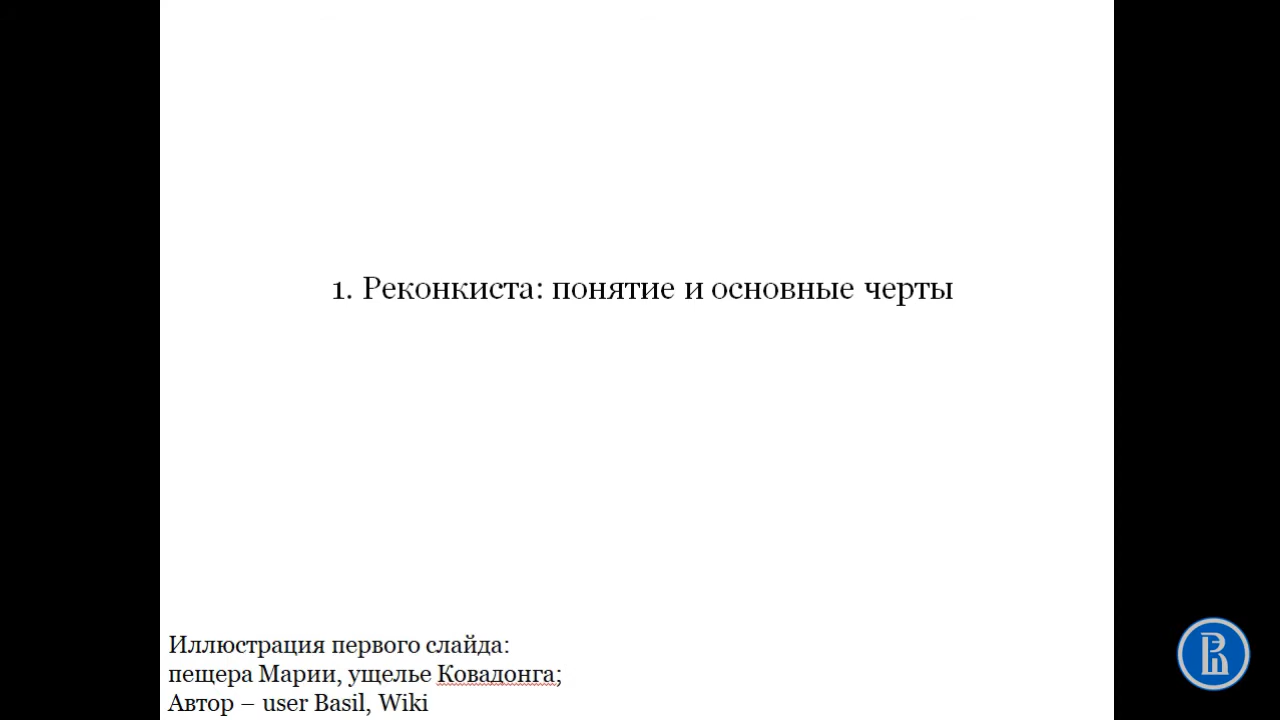 1. Реконкиста: понятие и основные черты
Иллюстрация первого слайда:
пещера Марии, ущелье Ковадонга;
Автор – user Basil, Wiki